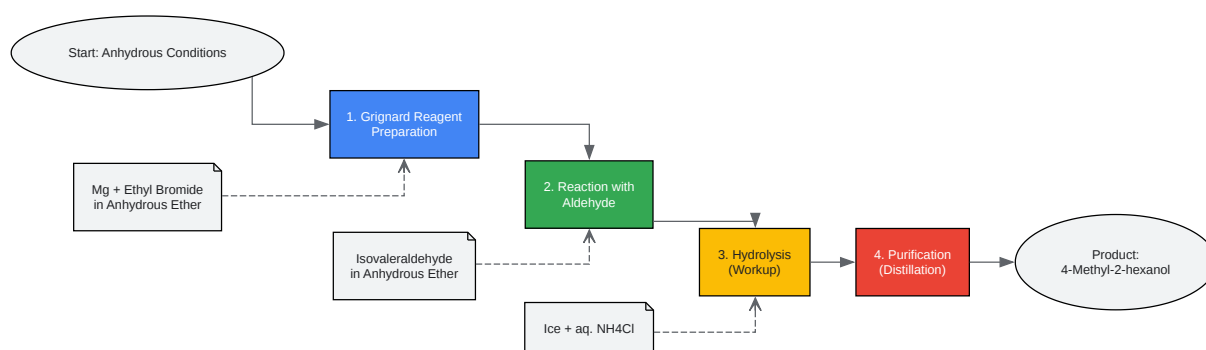 Start: Anhydrous Conditions
1. Grignard Reagent
Preparation
Mg + Ethyl Bromide
in Anhydrous Ether
2. Reaction with
Aldehyde
Isovaleraldehyde
in Anhydrous Ether
3. Hydrolysis
(Workup)
4. Purification
(Distillation)
Product:
4-Methyl-2-hexanol
Ice + aq. NH4Cl